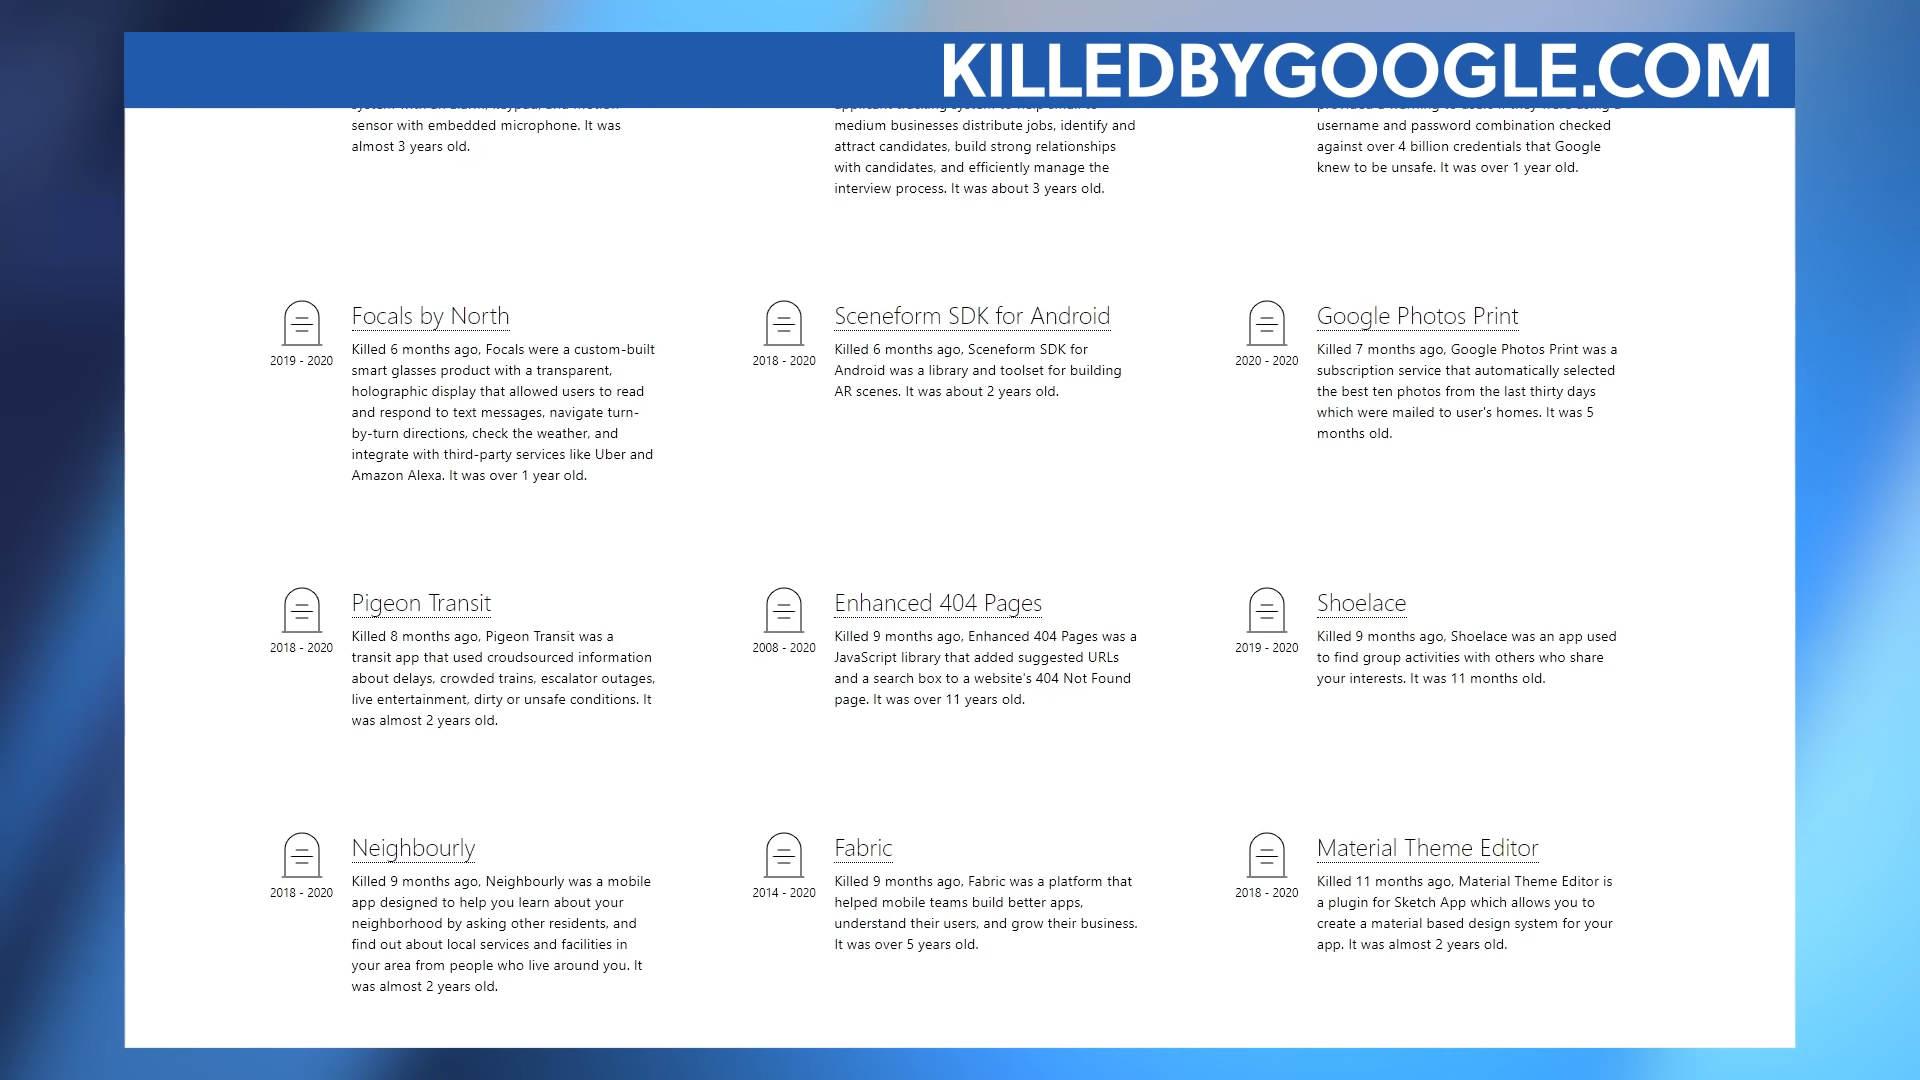 KILLEDBYGOOGLE.COM
sensor with embedded microphone. It was
almost 3 years old.
medium businesses distribute jobs, identify and
attract candidates, build strong relationships
with candidates, and efficiently manage the
interview process. It was about 3 years old.
username and password combination checked
against over 4 billion credentials that Google
knew to be unsafe. It was over 1 year old.
Focals by North
2019 - 2020
Killed 6 months ago, Focals were a custom-built
smart glasses product with a transparent,
holographic display that allowed users to read
and respond to text messages, navigate turn-
by-turn directions, check the weather, and
integrate with third-party services like Uber and
Amazon Alexa. It was over 1 year old.
Sceneform SDK for Android
2018 - 2020
Killed 6 months ago, Sceneform SDK for
Android was a library and toolset for building
AR scenes. It was about 2 years old.
Google Photos Print
2020 - 2020
Killed 7 months ago, Google Photos Print was a
subscription service that automatically selected
the best ten photos from the last thirty days
which were mailed to user's homes. It was 5
months old.
Pigeon Transit
2018 - 2020
Killed 8 months ago, Pigeon Transit was a
transit app that used croudsourced information
about delays, crowded trains, escalator outages,
live entertainment, dirty or unsafe conditions. It
was almost 2 years old.
Enhanced 404 Pages
2008 - 2020
Killed 9 months ago, Enhanced 404 Pages was a
JavaScript library that added suggested URLs
and a search box to a website's 404 Not Found
page. It was over 11 years old.
Shoelace
2019 - 2020
Killed 9 months ago, Shoelace was an app used
to find group activities with others who share
your interests. It was 11 months old.
Neighbourly
2018 - 2020
Killed 9 months ago, Neighbourly was a mobile
app designed to help you learn about your
neighborhood by asking other residents, and
find out about local services and facilities in
your area from people who live around you. It
was almost 2 years old.
Fabric
2014 - 2020
Killed 9 months ago, Fabric was a platform that
helped mobile teams build better apps,
understand their users, and grow their business.
It was over 5 years old.
Material Theme Editor
2018 - 2020
Killed 11 months ago, Material Theme Editor is
a plugin for Sketch App which allows you to
create a material based design system for your
app. It was almost 2 years old.